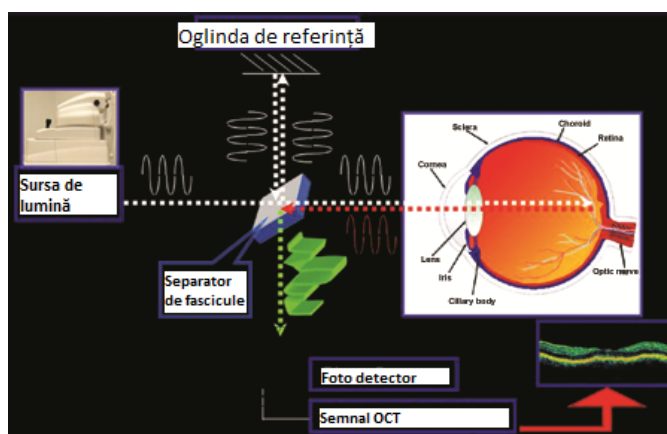 Oglinda de referință
Sursa de
lumină
Separator
de fascicule
Sclera
Choroid
Retina
Cornea
Lens
Iris
Ciliary body
Optic nerve
Foto detector
Semnal OCT